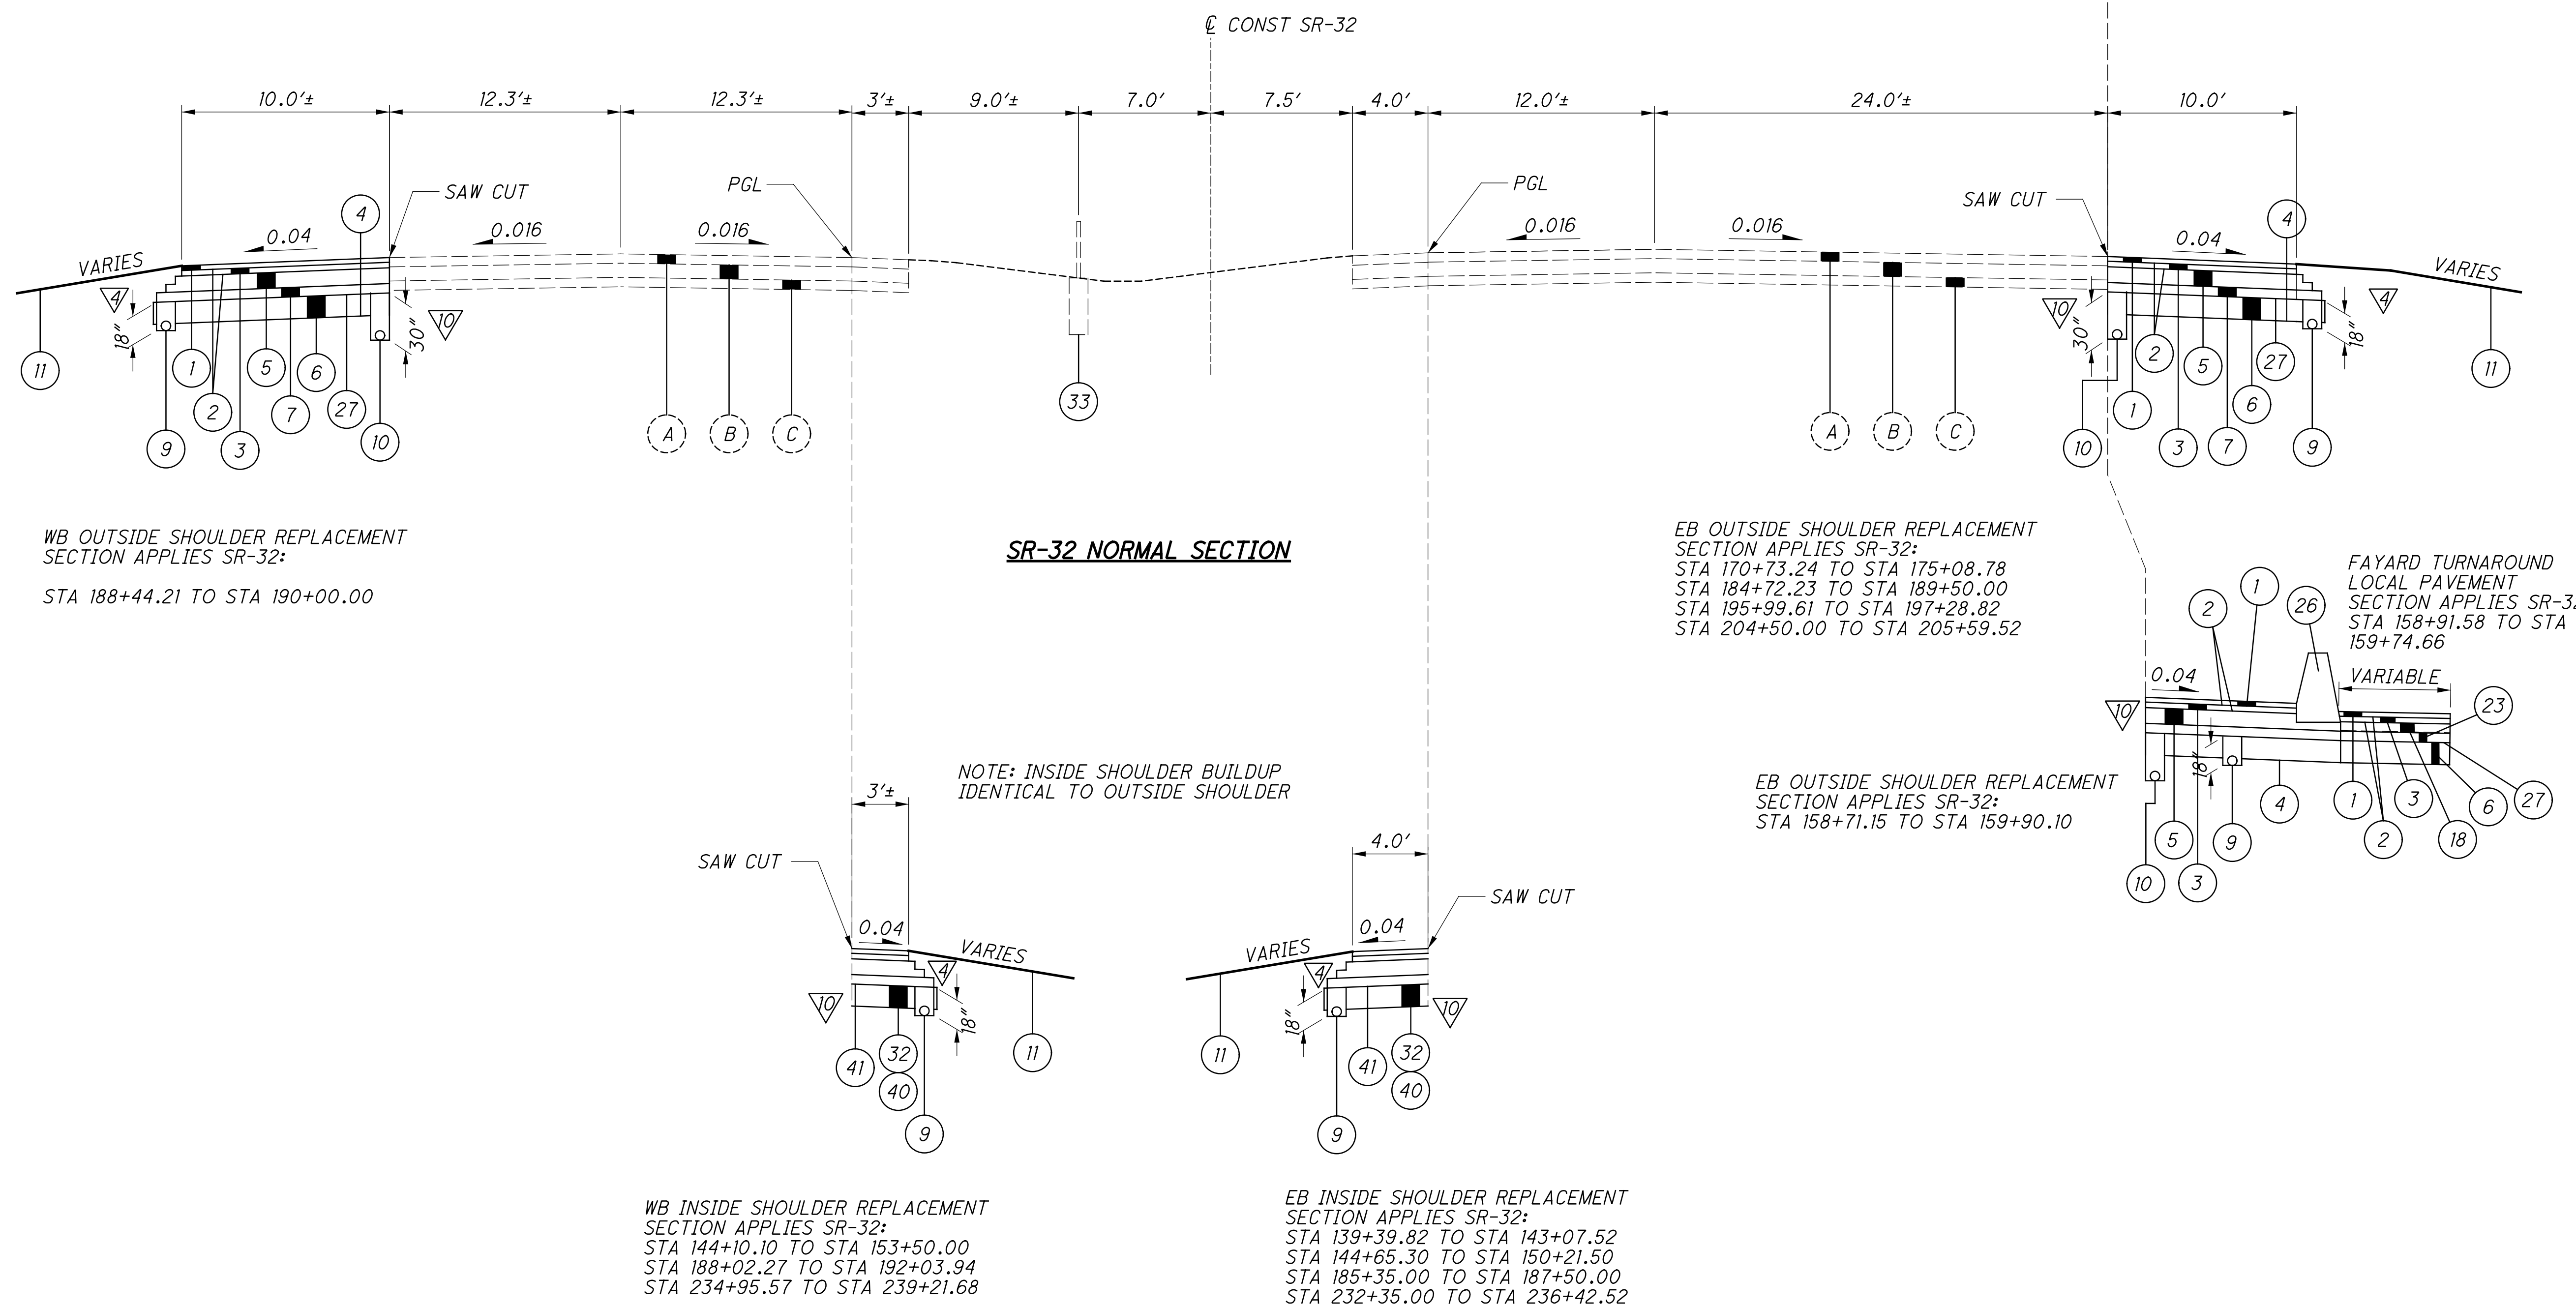 ℄ CONST SR-32
10.0'±
12.3'±
12.3'±
3'±
9.0'±
7.0'
7.5'
4.0'
12.0'±
24.0'±
10.0'
SAW CUT
PGL
PGL
SAW CUT
4
4
VARIES
0.04
0.016
0.016
0.016
0.016
0.04
VARIES
4
18"
10
30"
10
30"
4
18"
11
1
5
6
2
7
27
9
3
10
A
B
C
33
A
B
C
2
5
27
1
6
10
3
7
9
11
WB OUTSIDE SHOULDER REPLACEMENT
SECTION APPLIES SR-32:
STA 188+44.21 TO STA 190+00.00
SR-32 NORMAL SECTION
EB OUTSIDE SHOULDER REPLACEMENT
SECTION APPLIES SR-32:
STA 170+73.24 TO STA 175+08.78
STA 184+72.23 TO STA 189+50.00
STA 195+99.61 TO STA 197+28.82
STA 204+50.00 TO STA 205+59.52
FAYARD TURNAROUND
LOCAL PAVEMENT
SECTION APPLIES SR-32
STA 158+91.58 TO STA
159+74.66
2
1
26
0.04
VARIABLE
23
10
18"
5
9
4
1
3
6
27
2
18
10
3
EB OUTSIDE SHOULDER REPLACEMENT
SECTION APPLIES SR-32:
STA 158+71.15 TO STA 159+90.10
NOTE: INSIDE SHOULDER BUILDUP
IDENTICAL TO OUTSIDE SHOULDER
3'±
SAW CUT
0.04
VARIES
4
10
18"
41
32
40
9
11
4.0'
SAW CUT
VARIES
0.04
4
10
18"
11
41
32
40
9
WB INSIDE SHOULDER REPLACEMENT
SECTION APPLIES SR-32:
STA 144+10.10 TO STA 153+50.00
STA 188+02.27 TO STA 192+03.94
STA 234+95.57 TO STA 239+21.68
EB INSIDE SHOULDER REPLACEMENT
SECTION APPLIES SR-32:
STA 139+39.82 TO STA 143+07.52
STA 144+65.30 TO STA 150+21.50
STA 185+35.00 TO STA 187+50.00
STA 232+35.00 TO STA 236+42.52